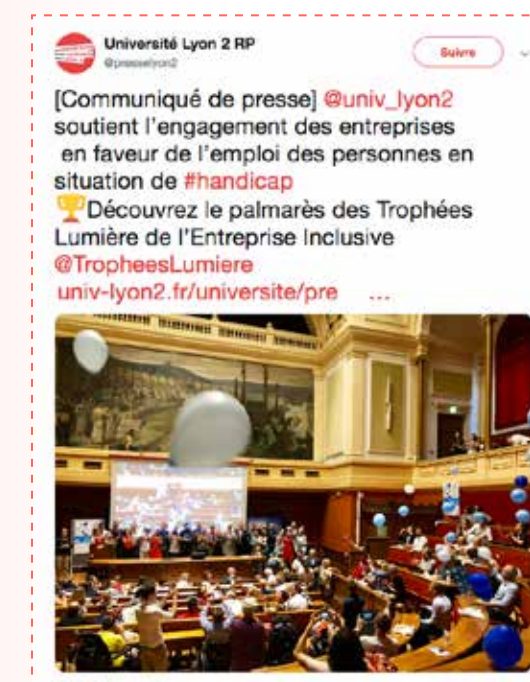 Université Lyon 2 RP
@presselyon2
Suivre
[Communiqué de presse] @univ_lyon2
soutient l'engagement des entreprises
en faveur de l'emploi des personnes en
situation de #handicap
🏆Découvrez le palmarès des Trophées
Lumière de l'Entreprise Inclusive
@TropheesLumiere
univ-lyon2.fr/universite/pre ...